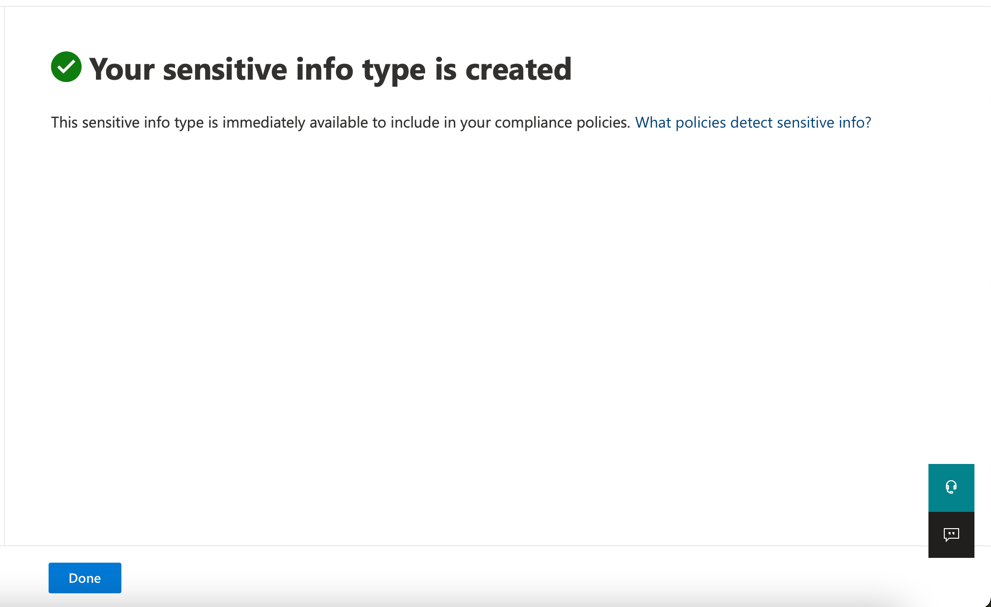 Your sensitive info type is created
This sensitive info type is immediately available to include in your compliance policies. What policies detect sensitive info?
Done